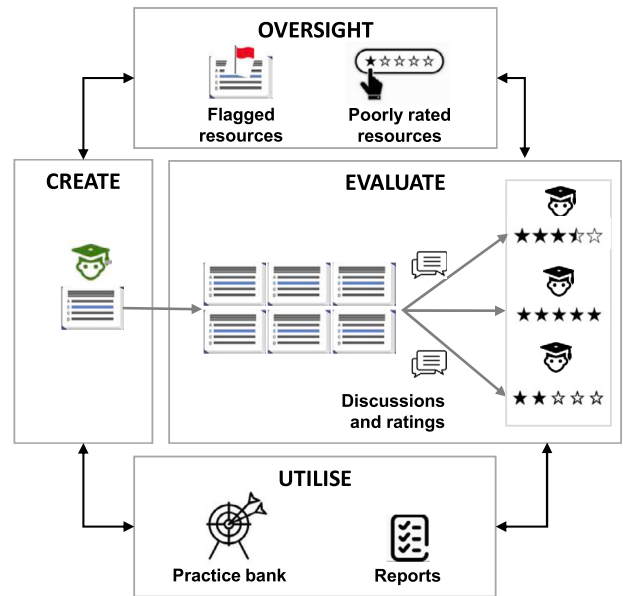 OVERSIGHT
Flagged
resources
Poorly rated
resources
CREATE
EVALUATE
Discussions
and ratings
UTILISE
Practice bank
Reports